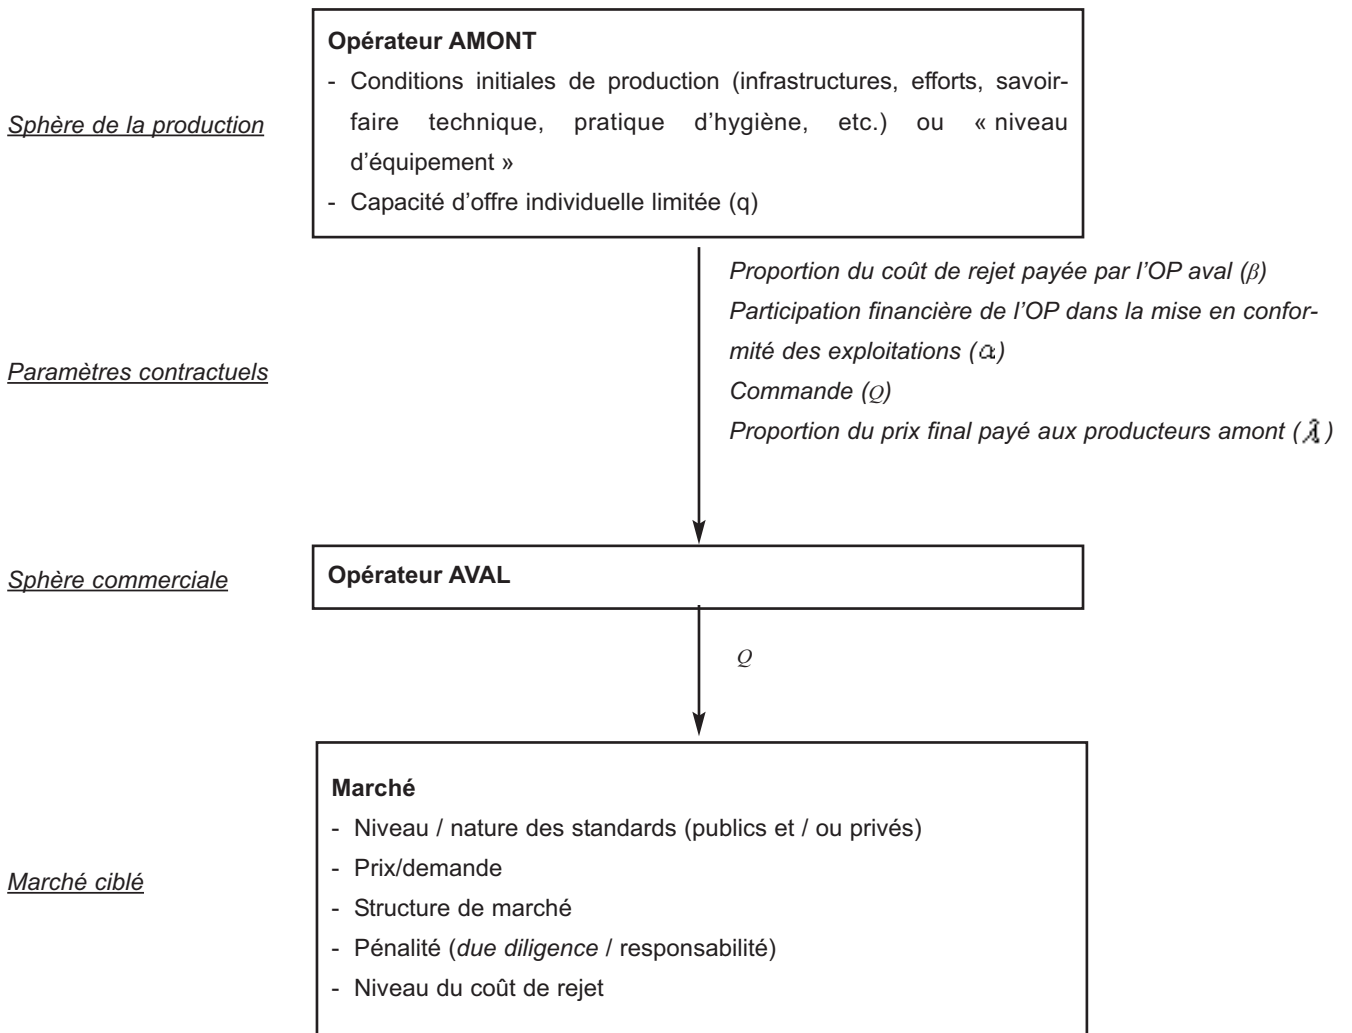 Opérateur AMONT
- Conditions initiales de production (infrastructures, efforts, savoir-
faire technique, pratique d'hygiène, etc.) ou « niveau
d'équipement »
- Capacité d'offre individuelle limitée (q)
Sphère de la production
Proportion du coût de rejet payée par l'OP aval (β)
Participation financière de l'OP dans la mise en confor-
mité des exploitations (α)
Commande (Q)
Proportion du prix final payé aux producteurs amont (λ)
Paramètres contractuels
Sphère commerciale
Opérateur AVAL
Q
Marché
- Niveau / nature des standards (publics et / ou privés)
- Prix/demande
- Structure de marché
- Pénalité (due diligence / responsabilité)
- Niveau du coût de rejet
Marché ciblé